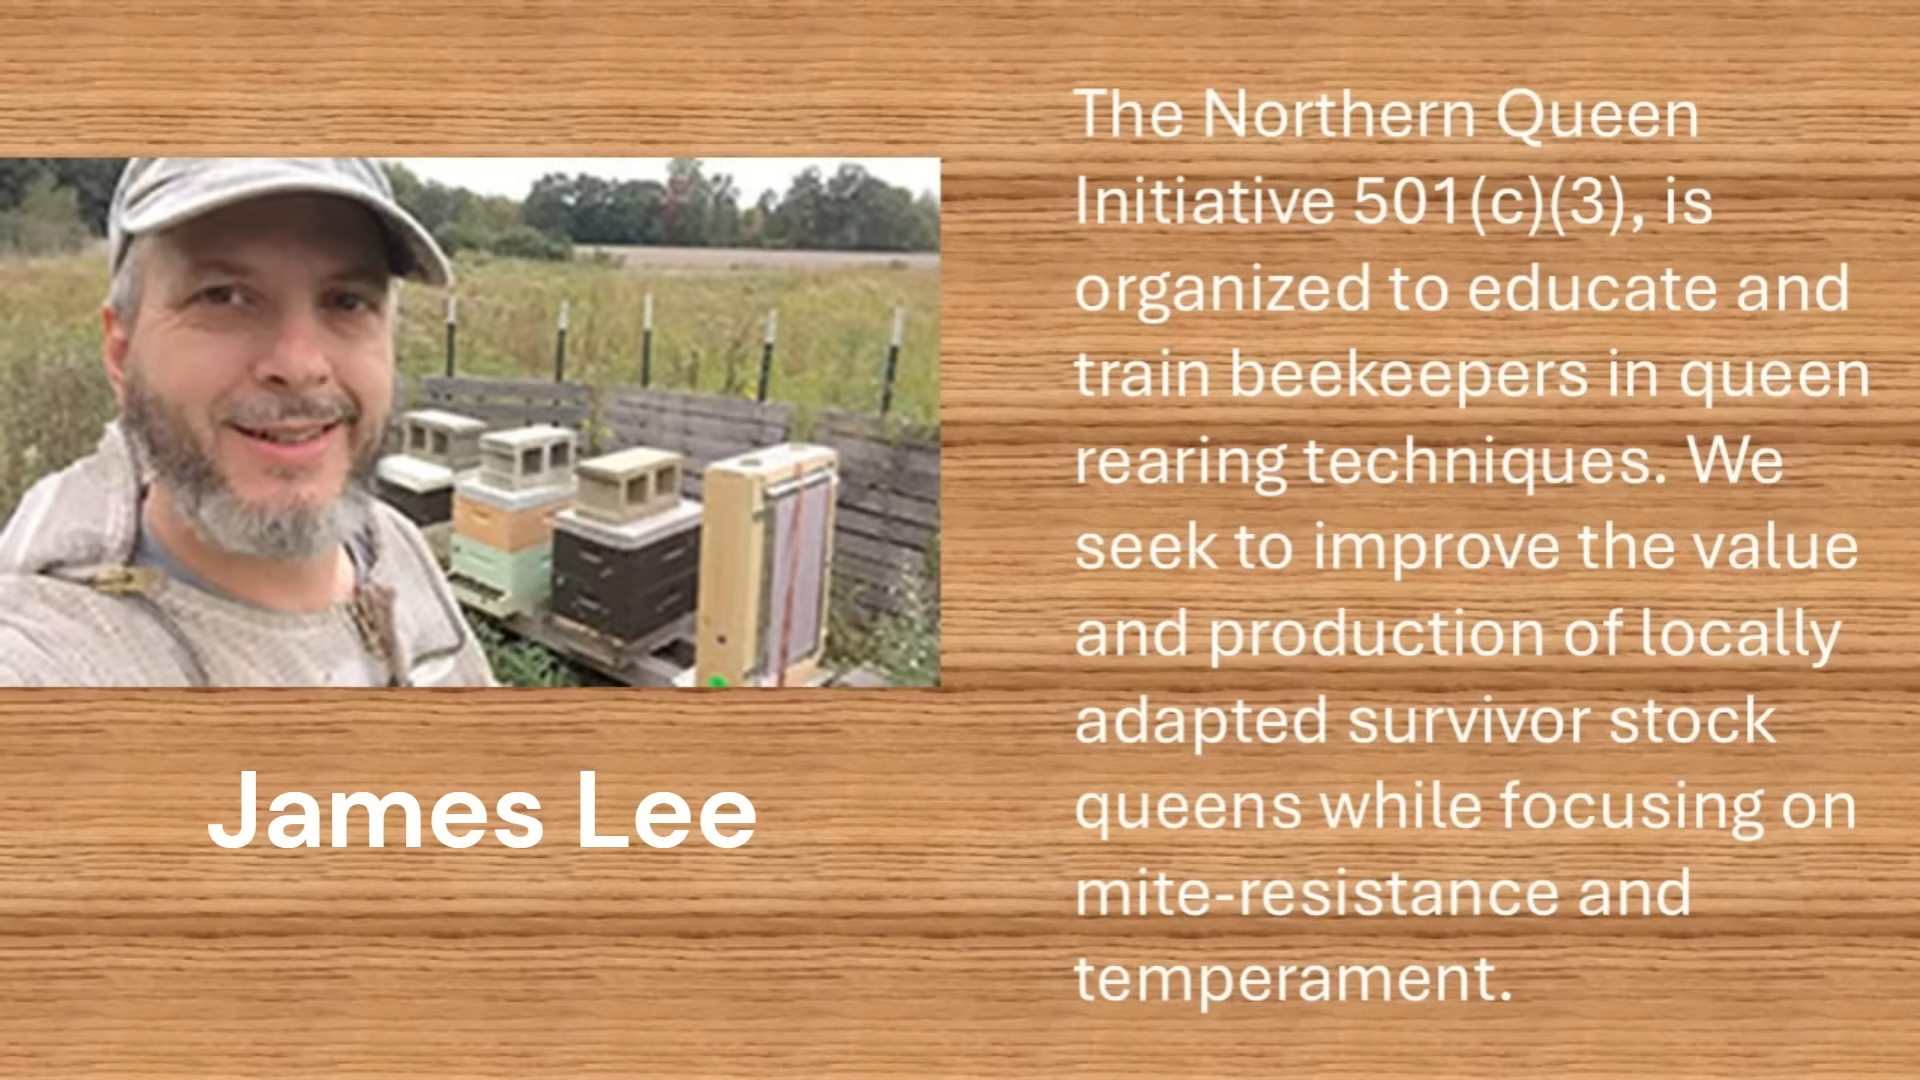 James Lee
The Northern Queen
Initiative 501(c)(3), is
organized to educate and
train beekeepers in queen
rearing techniques. We
seek to improve the value
and production of locally
adapted survivor stock
queens while focusing on
mite-resistance and
temperament.